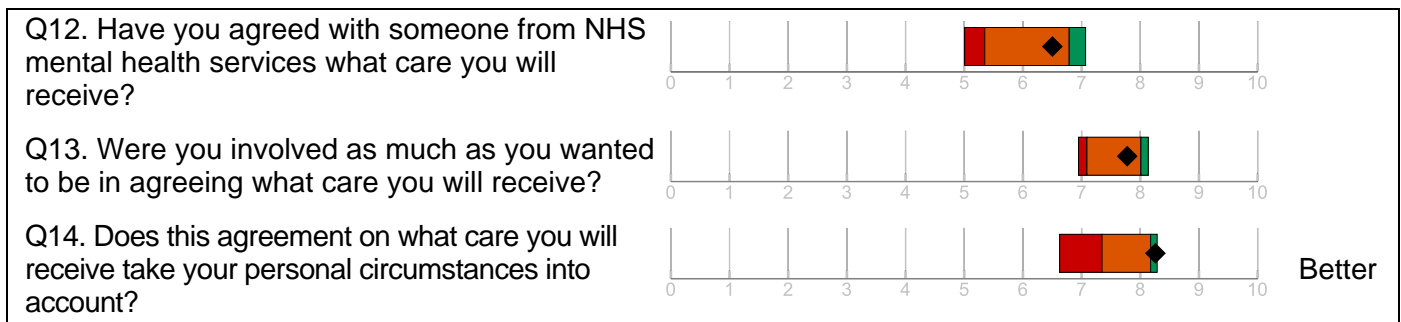 Q12. Have you agreed with someone from NHS
mental health services what care you will
receive?
0 1 2 3 4 5 6 7 8 9 10
Q13. Were you involved as much as you wanted
to be in agreeing what care you will receive?
0 1 2 3 4 5 6 7 8 9 10
Q14. Does this agreement on what care you will
receive take your personal circumstances into
account?
0 1 2 3 4 5 6 7 8 9 10
Better